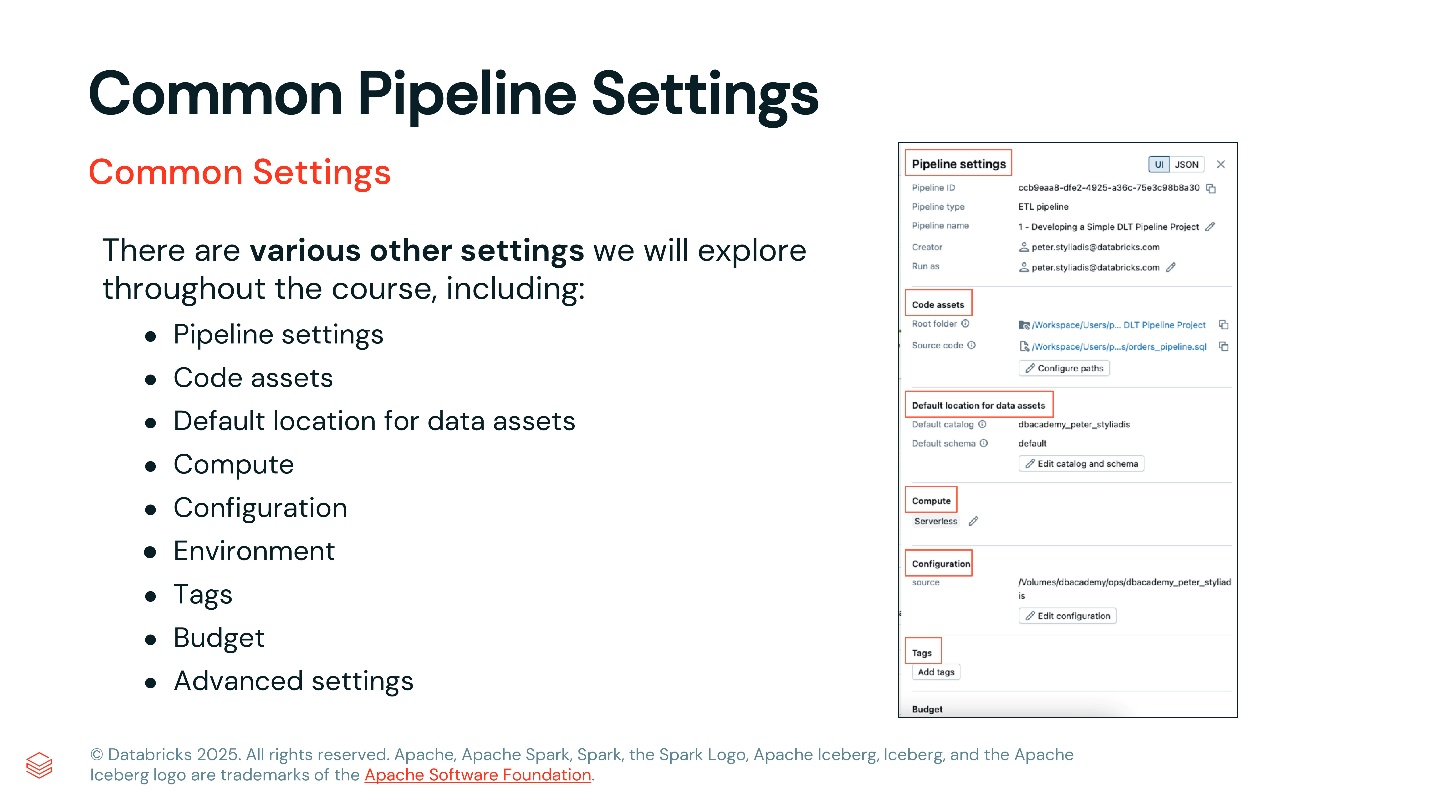 Common Pipeline Settings
Common Settings
There are various other settings we will explore
throughout the course, including:
● Pipeline settings
● Code assets
● Default location for data assets
● Compute
● Configuration
● Environment
● Tags
● Budget
● Advanced settings
Pipeline settings UI JSON
Pipeline ID ccb9eaa8-dfe2-4925-a36c-75e3c98b8a30
Pipeline type ETL pipeline
Pipeline name 1 - Developing a Simple DLT Pipeline Project
Creator peter.styliadis@databricks.com
Run as peter.styliadis@databricks.com
Code assets
Root folder /Workspace/Users/p... DLT Pipeline Project
Source code /Workspace/Users/p...s/orders_pipeline.sql
Configure paths
Default location for data assets
Default catalog dbacademy_peter_styliadis
Default schema default
Edit catalog and schema
Compute
Serverless
Configuration
source /Volumes/dbacademy/ops/dbacademy_peter_styliad
is
Edit configuration
Tags
Add tags
Budget
© Databricks 2025. All rights reserved. Apache, Apache Spark, Spark, the Spark Logo, Apache Iceberg, Iceberg, and the Apache
Iceberg logo are trademarks of the Apache Software Foundation.